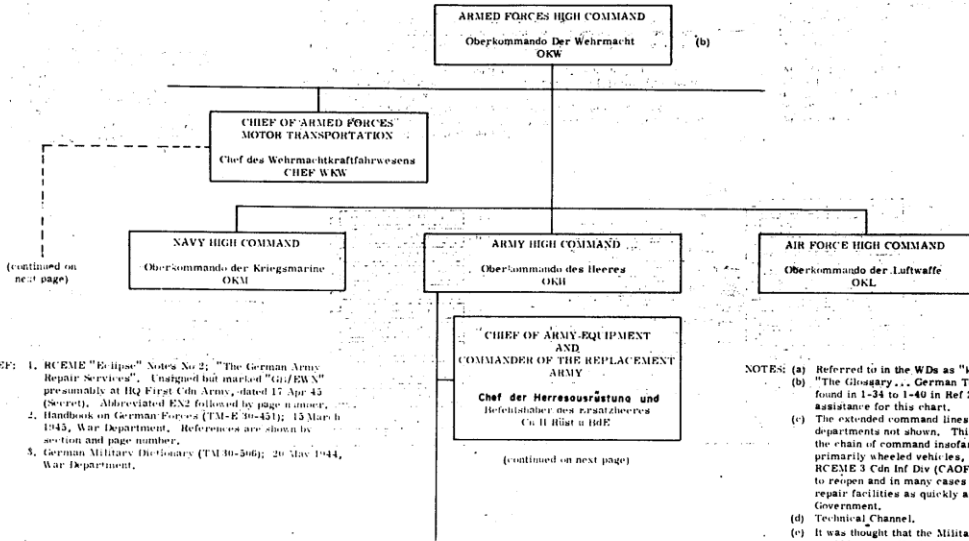 ARMED FORCES HIGH COMMAND
Oberkommando Der Wehrmacht
OKW
(b)
CHIEF OF ARMED FORCES
MOTOR TRANSPORTATION
Chef des Wehrmachtkraftfahrwesens
CHEF WKW
NAVY HIGH COMMAND
Oberkommando der Kriegsmarine
OKM
ARMY HIGH COMMAND
Oberkommando des Heeres
OKH
AIR FORCE HIGH COMMAND
Oberkommando der Luftwaffe
OKL
(continued on
next page)
CHIEF OF ARMY EQUIPMENT
AND
COMMANDER OF THE REPLACEMENT
ARMY
Chef der Herresousrüstung und
Befehlshaber des Ersatzheeres
Ch H Rüst u BdE
(continued on next page)
EF: 1. RCEME "Eclipse" Notes No 2; "The German Army
Repair Services". Unsigned but marked "GB/EWN"
presumably at HQ First Cdn Army, dated 17 Apr 45
(Secret). Abbreviated EN2 followed by page number.
2. Handbook on German Forces (TM-E 30-451); 15 March
1945, War Department. References are shown by
section and page number.
3. German Military Dictionary (TM 30-506); 20 May 1944,
War Department.
NOTES: (a) Referred to in the WDs as
(b) "The Glossary... German T
found in 1-34 to 1-40 in Ref
assistance for this chart.
(c) The extended command lines
departments not shown. Thi
the chain of command insofar
primarily wheeled vehicles,
RCEME 3 Cdn Inf Div (CAOF
to reopen and in many cases
repair facilities as quickly a
Government.
(d) Technical Channel.
(e) It was thought that the Milita